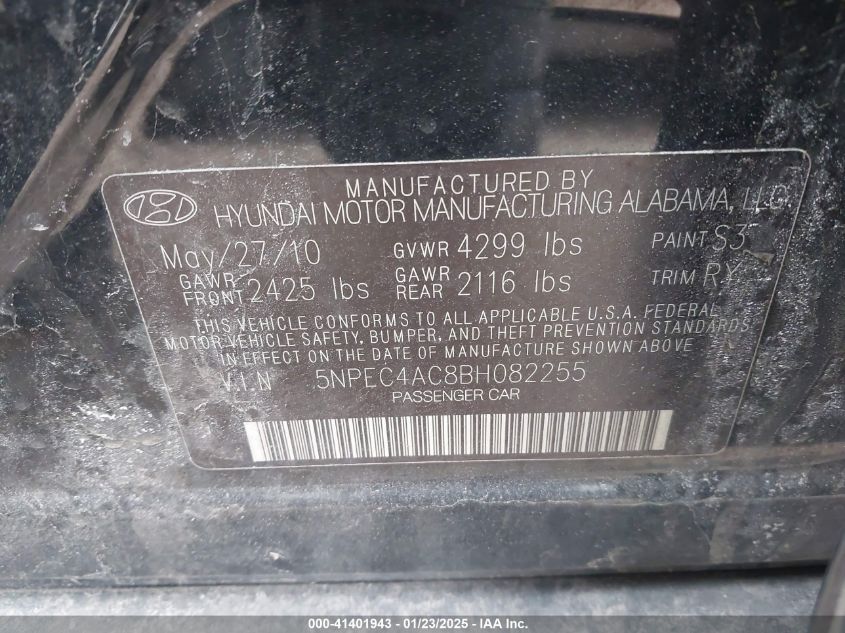 MANUFACTURED BY
HYUNDAI MOTOR MANUFACTURING ALABAMA, LLC
May/27/10 GVWR 4299 lbs PAINT S3
GAWR FRONT 2425 lbs GAWR REAR 2116 lbs TRIM RY
THIS VEHICLE CONFORMS TO ALL APPLICABLE U.S.A. FEDERAL
MOTOR VEHICLE SAFETY, BUMPER, AND THEFT PREVENTION STANDARDS
IN EFFECT ON THE DATE OF MANUFACTURE SHOWN ABOVE
V.I.N 5NPEC4AC8BH082255
PASSENGER CAR
000-41401943 - 01/23/2025 - IAA Inc.